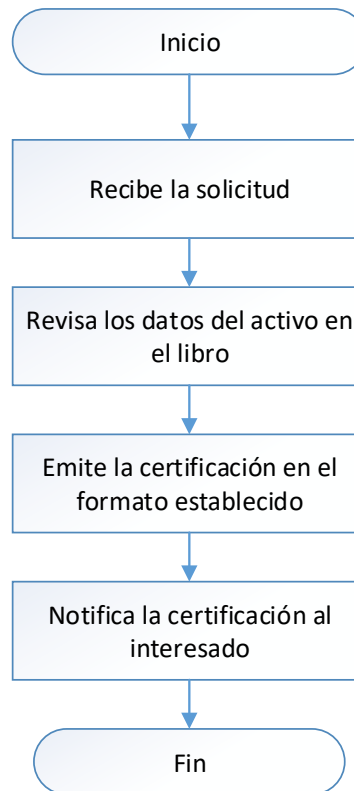 Inicio
Recibe la solicitud
Revisa los datos del activo en
el libro
Emite la certificación en el
formato establecido
Notifica la certificación al
interesado
Fin